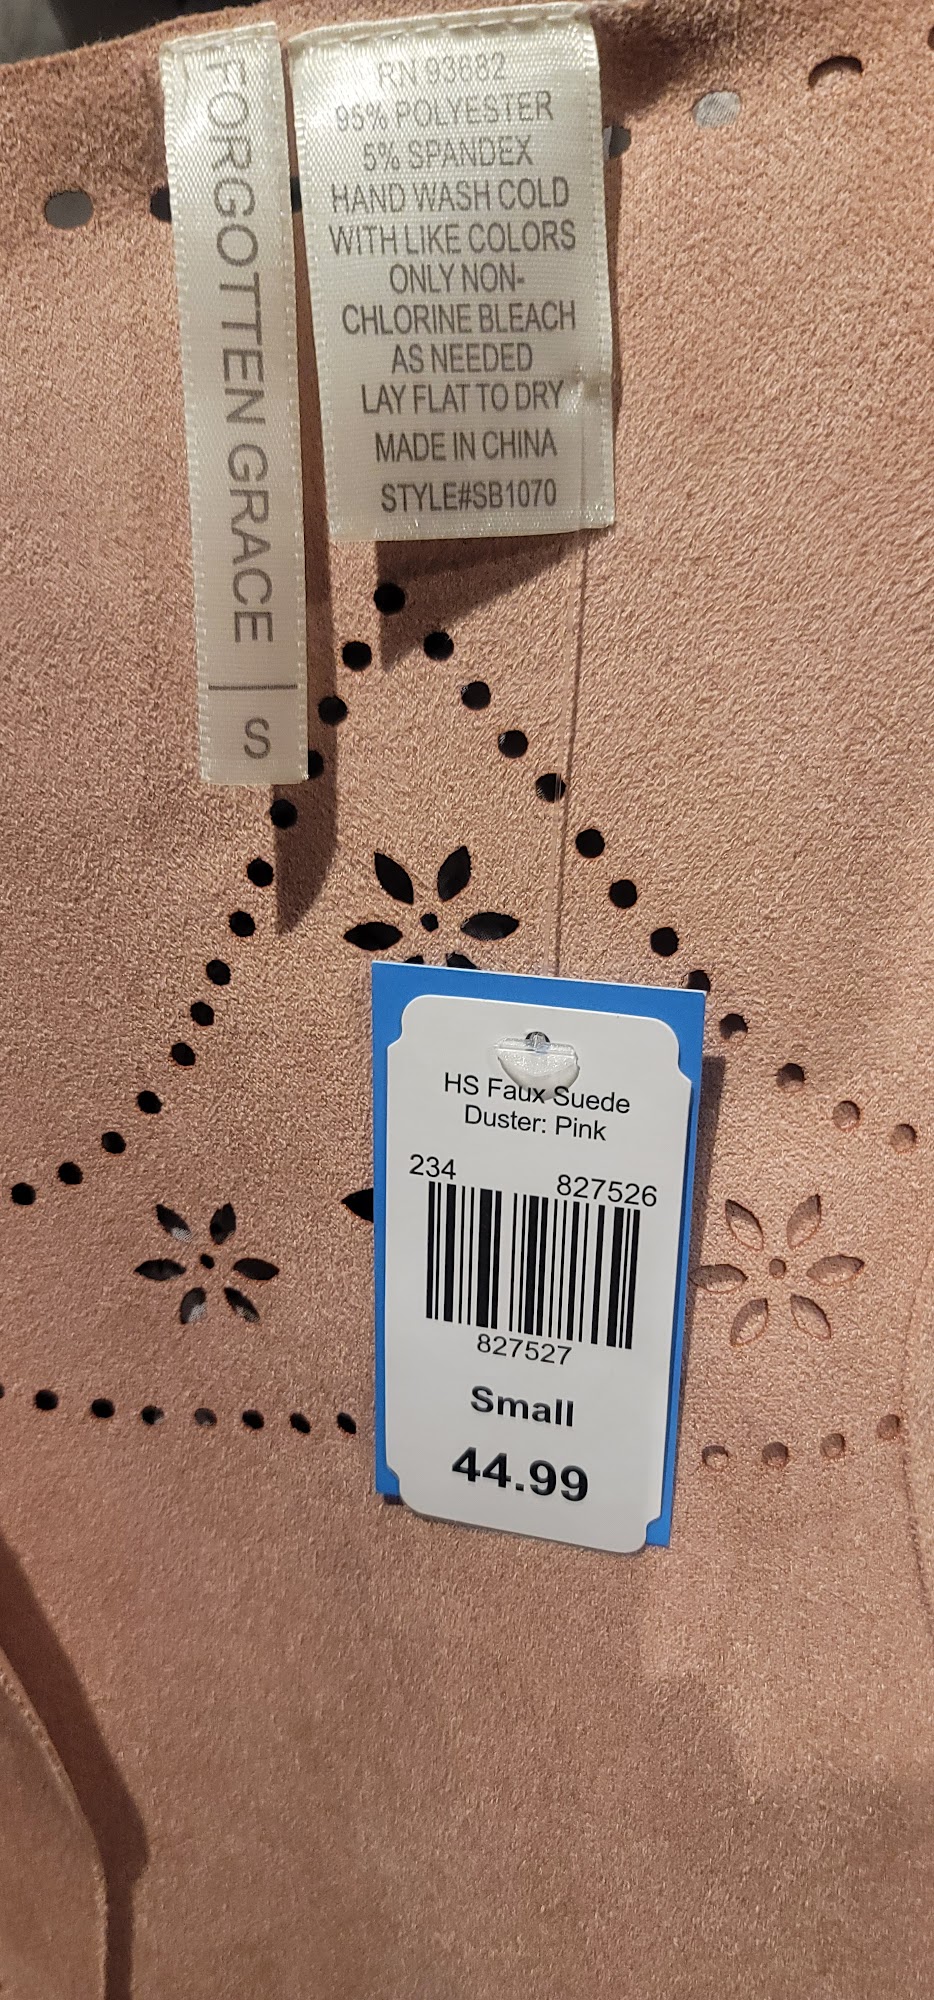 FORGOTTEN GRACE
S
RN 93682
95% POLYESTER
5% SPANDEX
HAND WASH COLD
WITH LIKE COLORS
ONLY NON-
CHLORINE BLEACH
AS NEEDED
LAY FLAT TO DRY
MADE IN CHINA
STYLE#SB1070
HS Faux Suede
Duster: Pink
234 827526
827527
Small
44.99